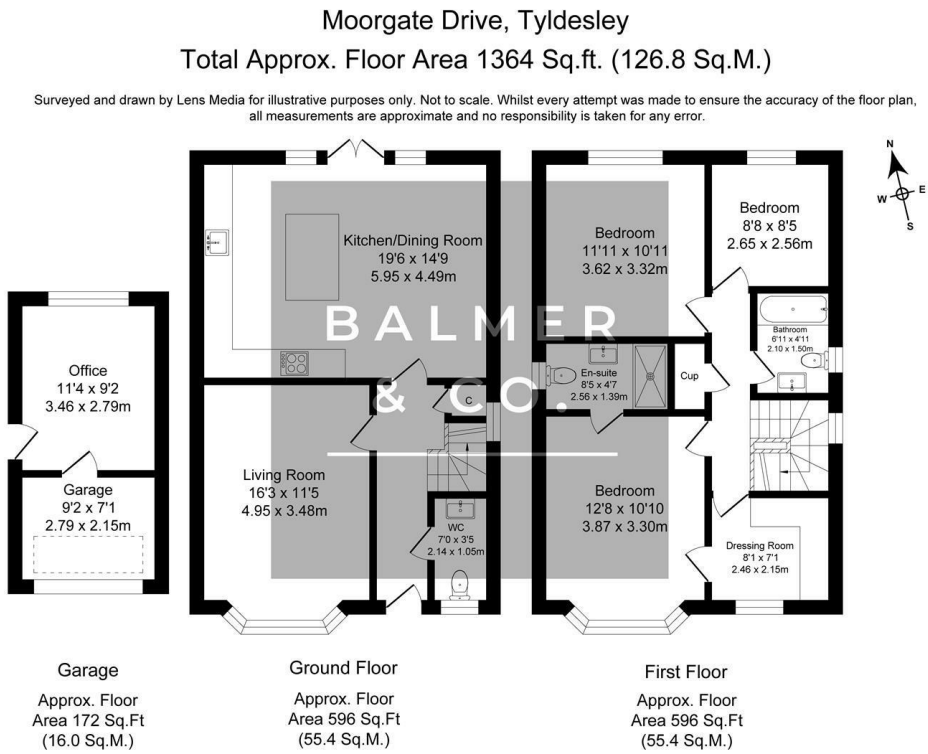 Moorgate Drive, Tyldesley
Total Approx. Floor Area 1364 Sq.ft. (126.8 Sq.M.)
Surveyed and drawn by Lens Media for illustrative purposes only. Not to scale. Whilst every attempt was made to ensure the accuracy of the floor plan,
all measurements are approximate and no responsibility is taken for any error.
N
W
E
S
Office
11'4 x 9'2
3.46 x 2.79m
Garage
9'2 x 7'1
2.79 x 2.15m
Kitchen/Dining Room
19'6 x 14'9
5.95 x 4.49m
C
Living Room
16'3 x 11'5
4.95 x 3.48m
WC
7'0 x 3'5
2.14 x 1.05m
Bedroom
11'11 x 10'11
3.62 x 3.32m
Bedroom
8'8 x 8'5
2.65 x 2.56m
Bathroom
6'11 x 4'11
2.10 x 1.50m
En-suite
8'5 x 4'7
2.56 x 1.39m
Cup
Bedroom
12'8 x 10'10
3.87 x 3.30m
Dressing Room
8'1 x 7'1
2.46 x 2.15m
BALMER
& CO.
Garage
Approx. Floor
Area 172 Sq.Ft
(16.0 Sq.M.)
Ground Floor
Approx. Floor
Area 596 Sq.Ft
(55.4 Sq.M.)
First Floor
Approx. Floor
Area 596 Sq.Ft
(55.4 Sq.M.)